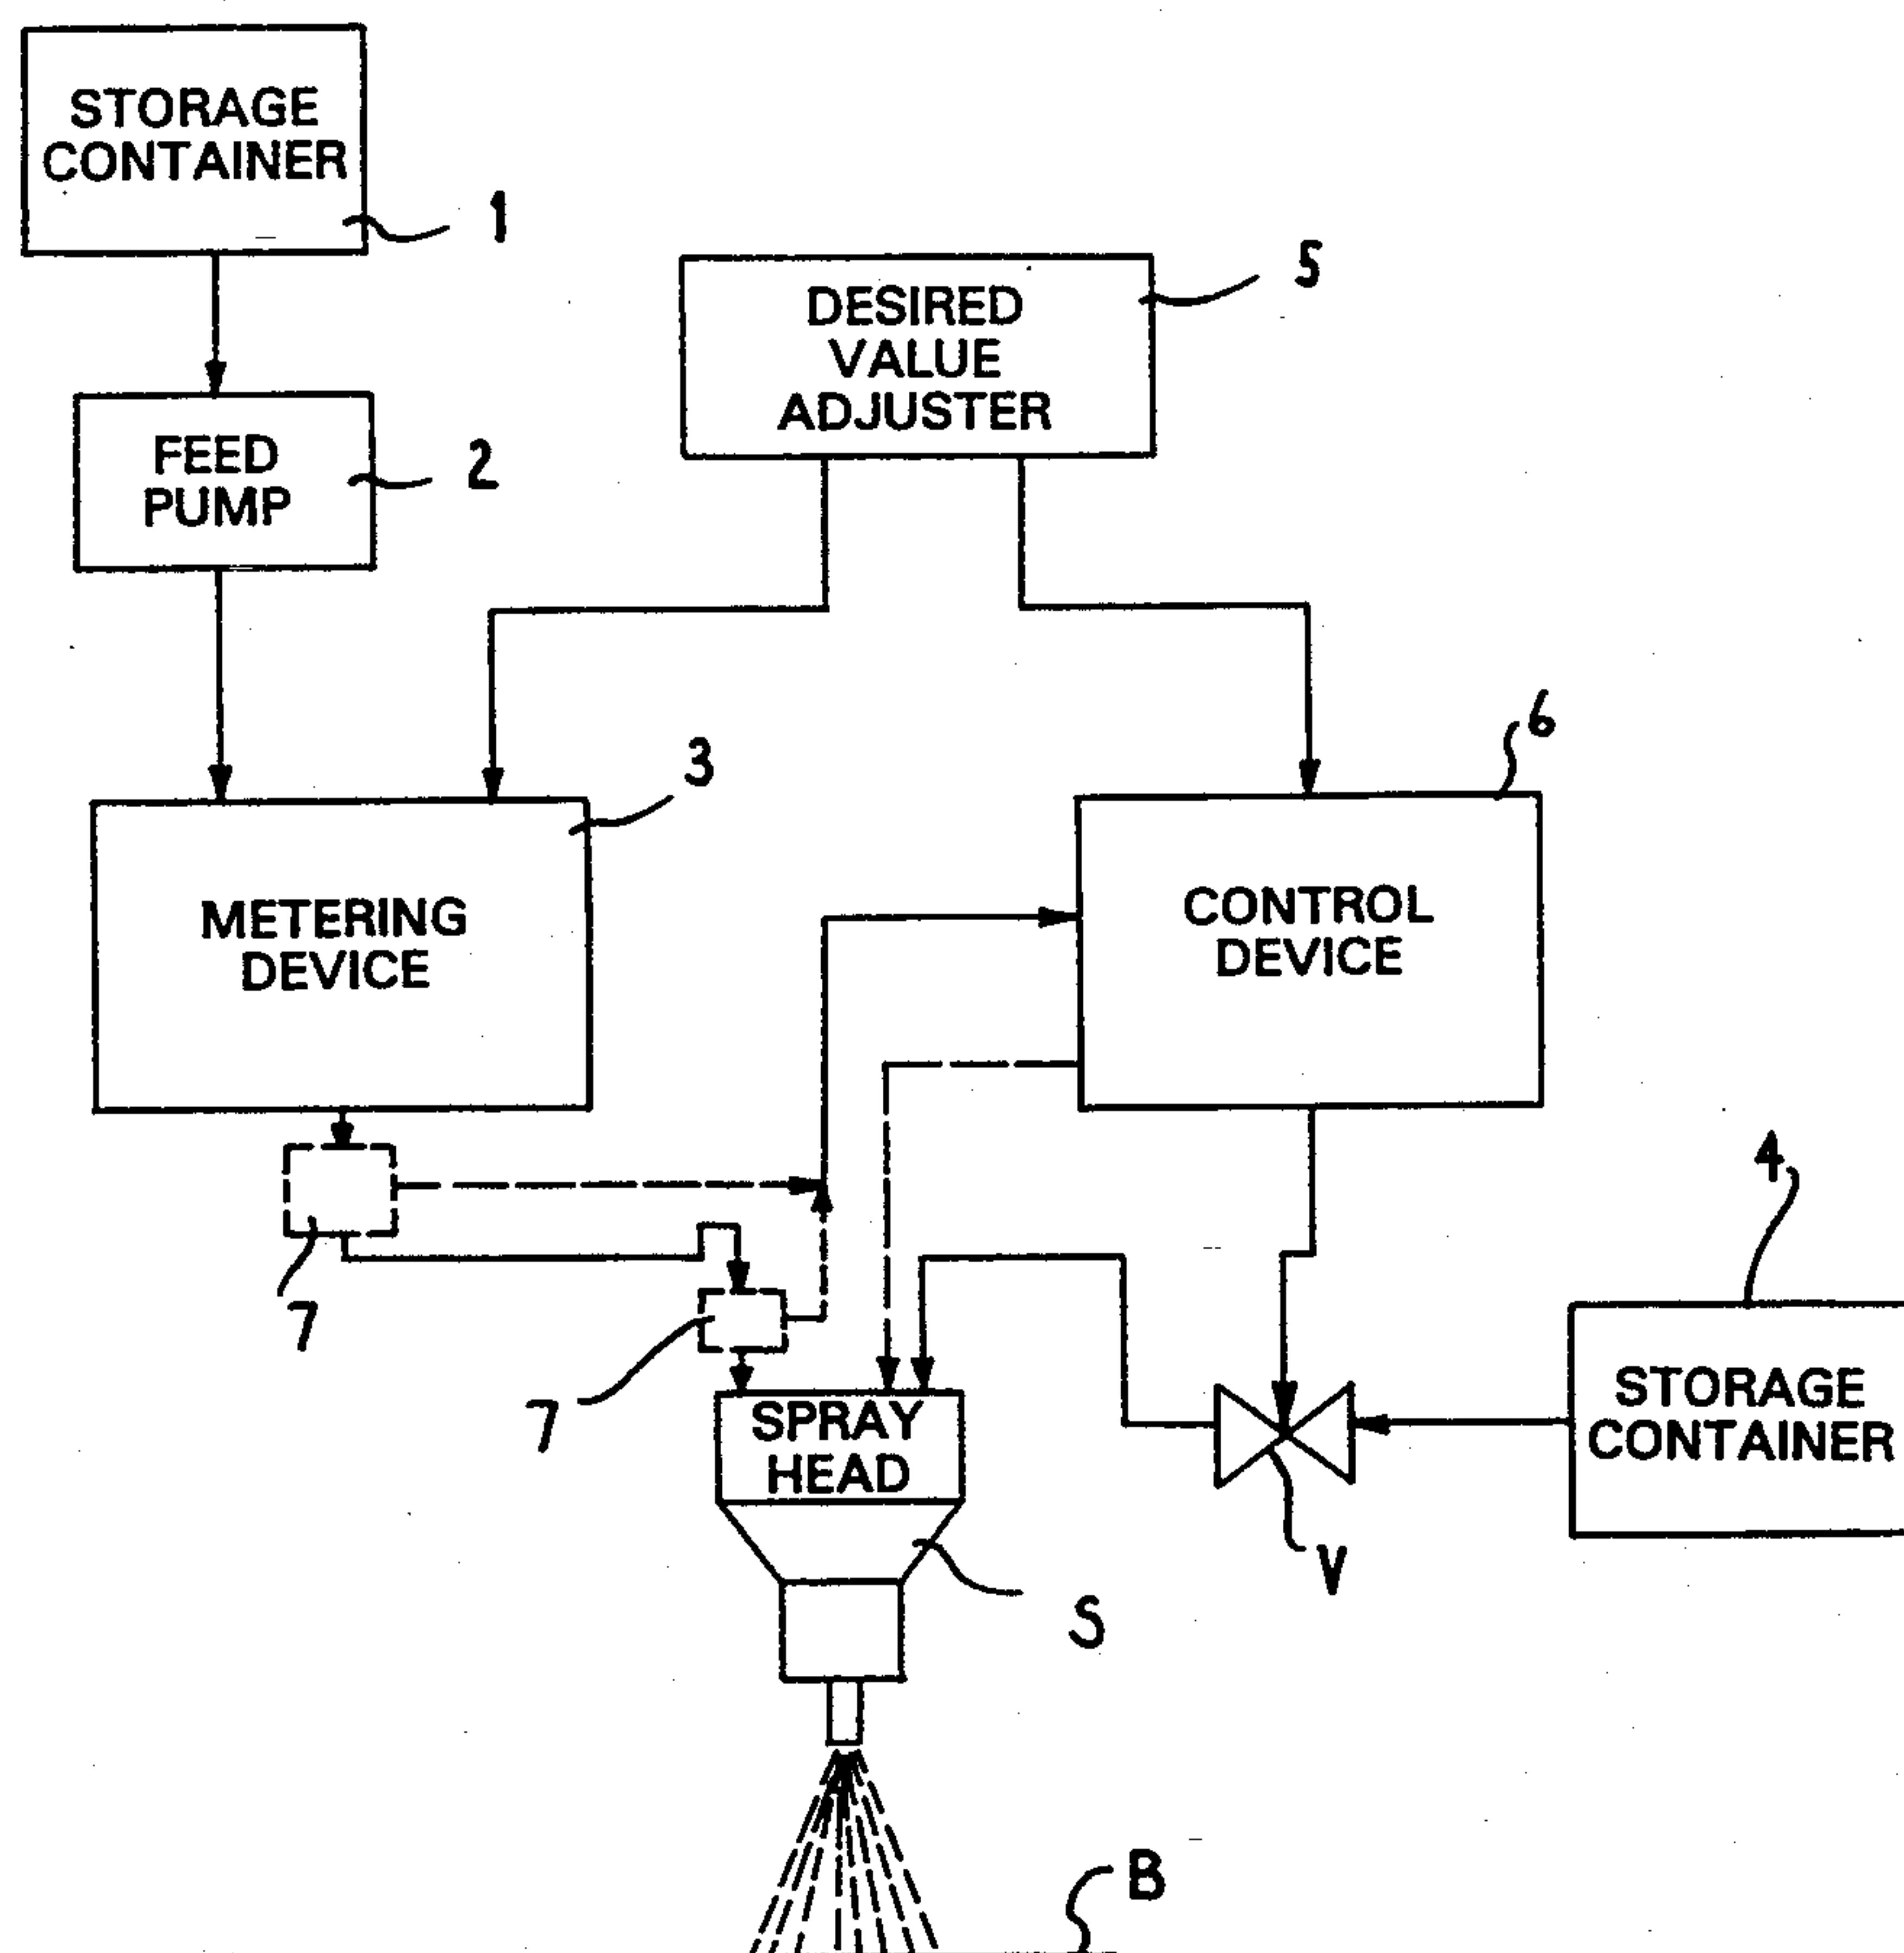 STORAGE
CONTAINER
1
DESIRED
VALUE
ADJUSTER
5
FEED
PUMP
2
3
6
METERING
DEVICE
CONTROL
DEVICE
4
7
7
SPRAY
HEAD
STORAGE
CONTAINER
V
S
B